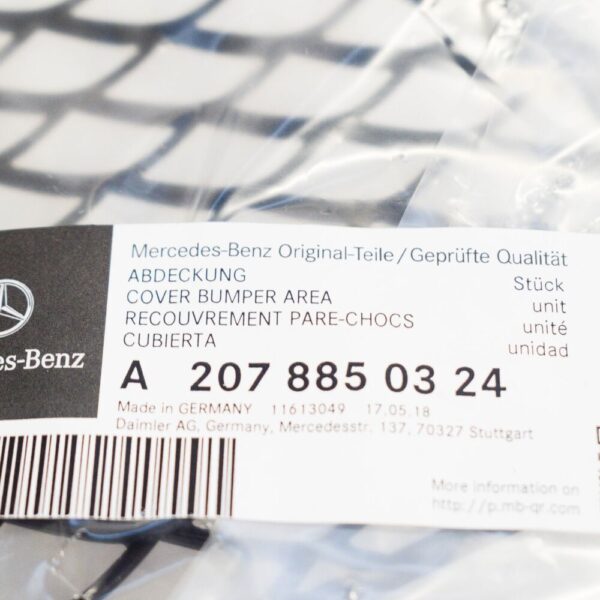 Mercedes-Benz Original-Teile/Geprüfte Qualität
ABDECKUNG Stück
COVER BUMPER AREA unit
RECOUVREMENT PARE-CHOCS unité
CUBIERTA unidad
des-Benz
A 207 885 03 24
Made in GERMANY 11613049 17.05.18
Daimler AG, Germany, Mercedesstr. 137, 70327 Stuttgart
More information on
http://p.mb-qr.com